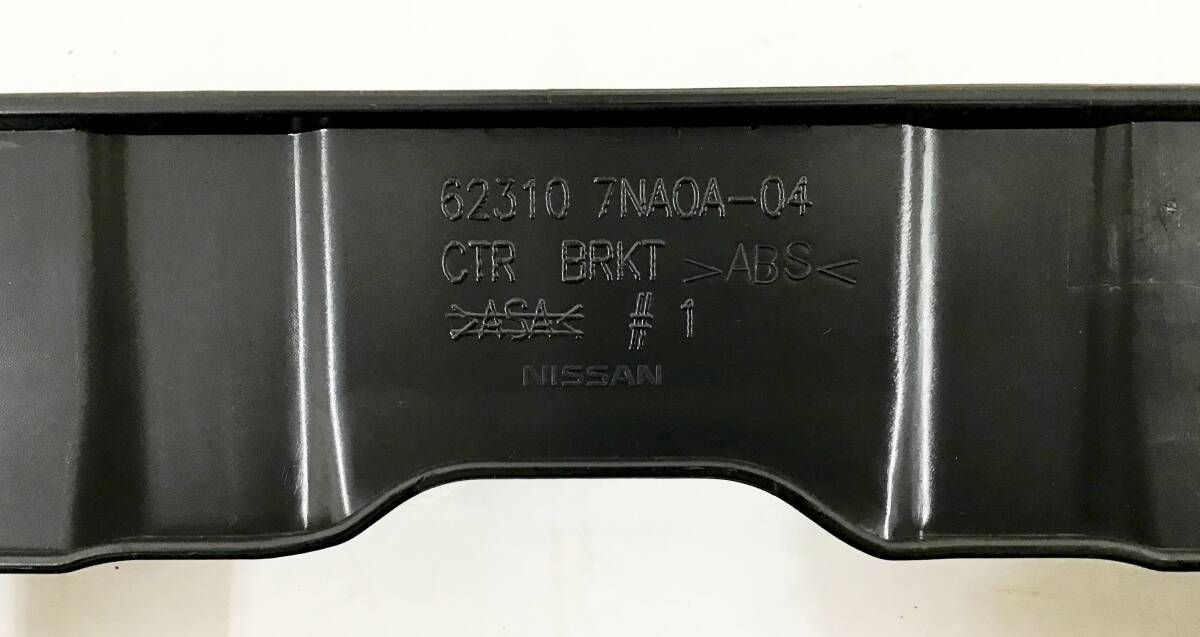 62310 7NA0A-04
CTR BRKT >ABS<
>ASA< #1
NISSAN